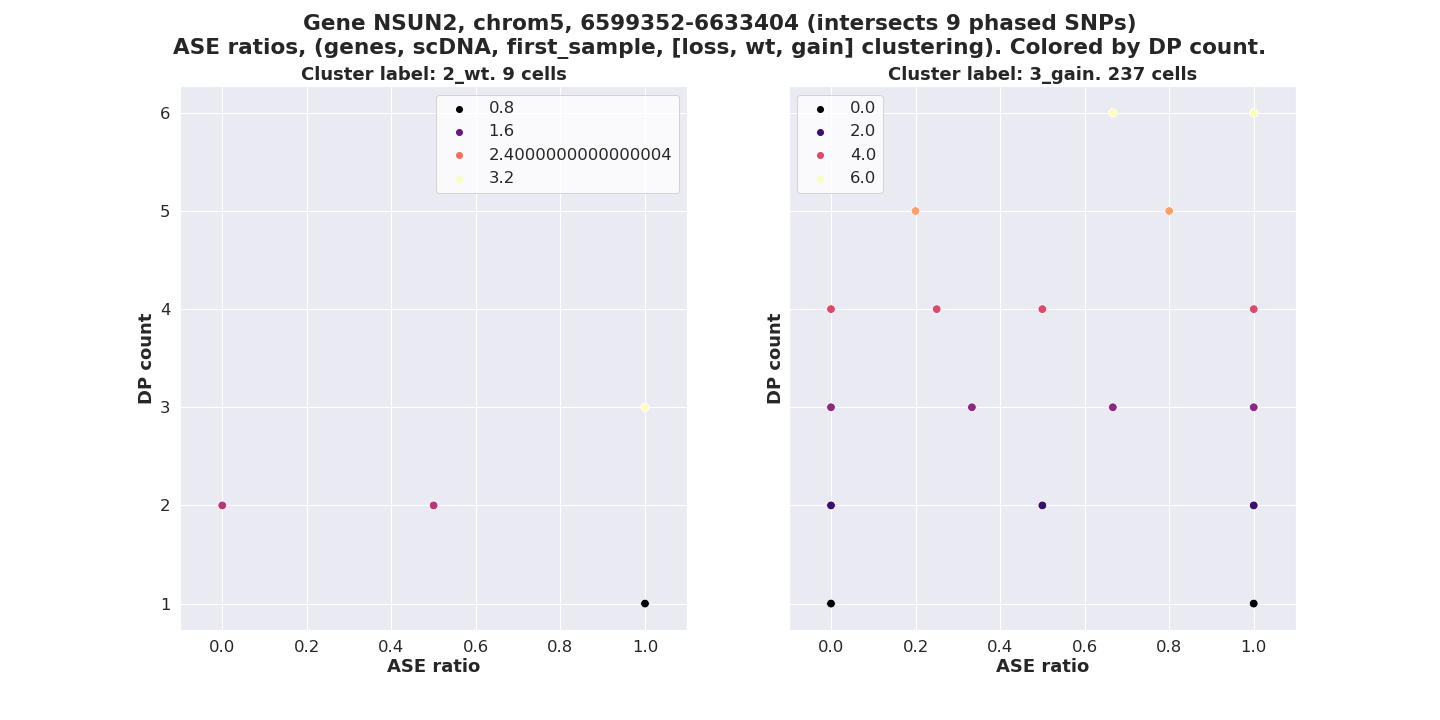 Gene NSUN2, chrom5, 6599352-6633404 (intersects 9 phased SNPs)
ASE ratios, (genes, scDNA, first_sample, [loss, wt, gain] clustering). Colored by DP count.
Cluster label: 2_wt. 9 cells
0.8
1.6
2.4000000000000004
3.2
6
5
4
3
2
1
DP count
0.0 0.2 0.4 0.6 0.8 1.0
ASE ratio
Cluster label: 3_gain. 237 cells
0.0
2.0
4.0
6.0
DP count
0.0 0.2 0.4 0.6 0.8 1.0
ASE ratio